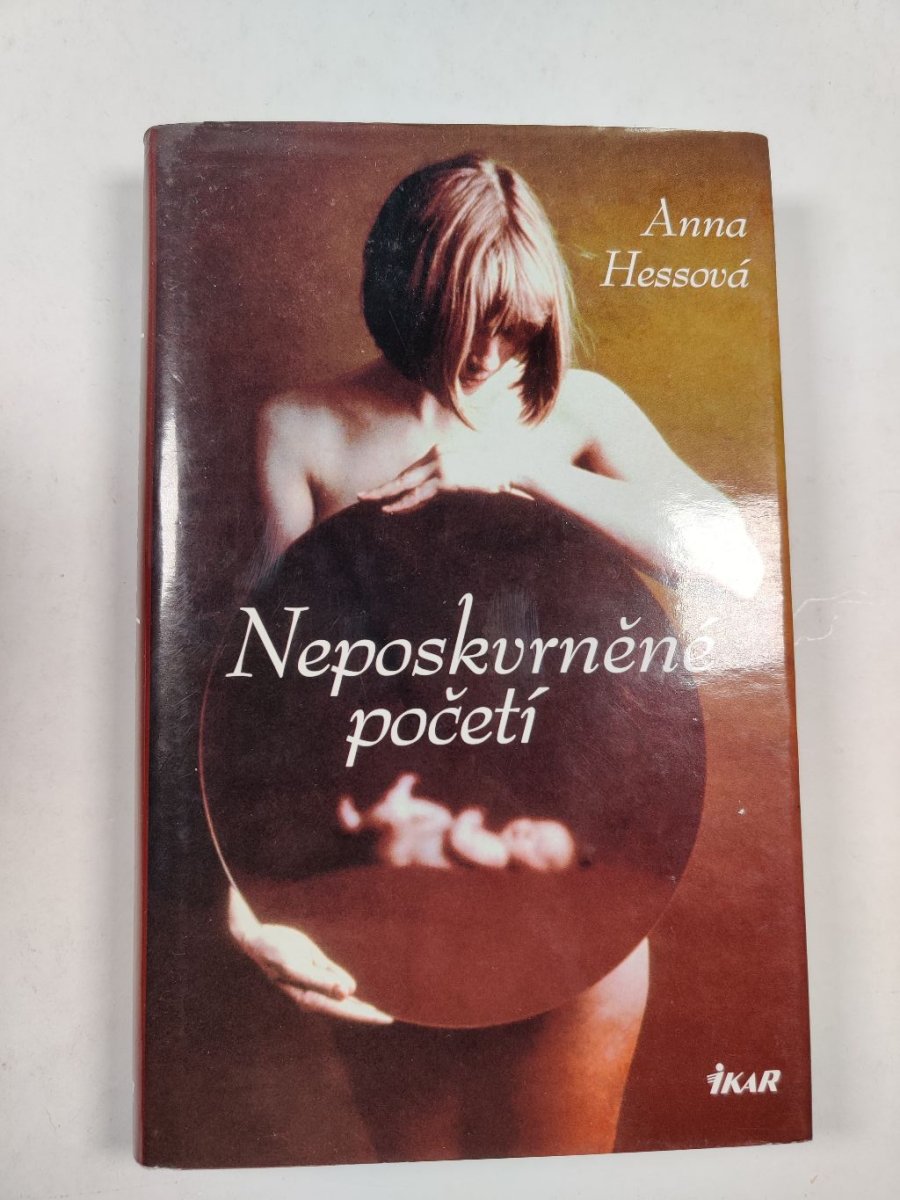 Anna
Hessová
Neposkvrněné
početí
IKAR